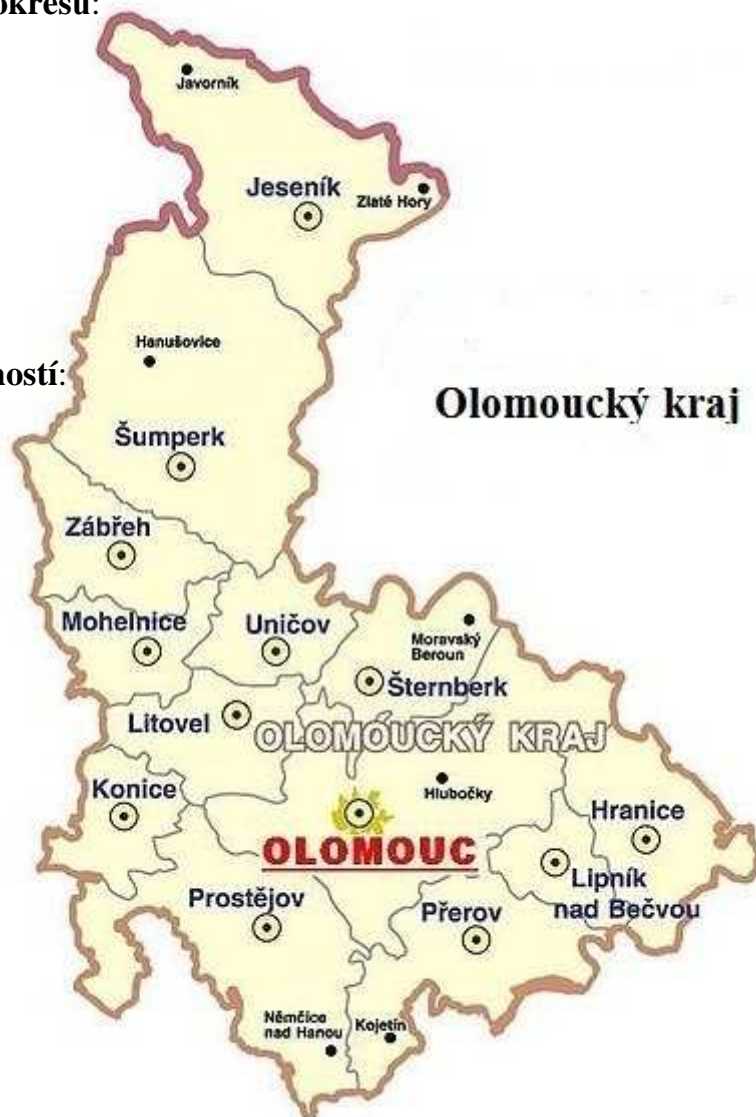 okresu:
Javorník
Jeseník
Zlaté Hory
Hanušovice
ností:
Olomoucký kraj
Šumperk
Zábřeh
Mohelnice
Uničov
Moravský
Beroun
Šternberk
Litovel
OLOMOUCKÝ KRAJ
Konice
Hlubočky
Hranice
OLOMOUC
Lipník
nad Bečvou
Prostějov
Přerov
Němčice
nad Hanou
Kojetín